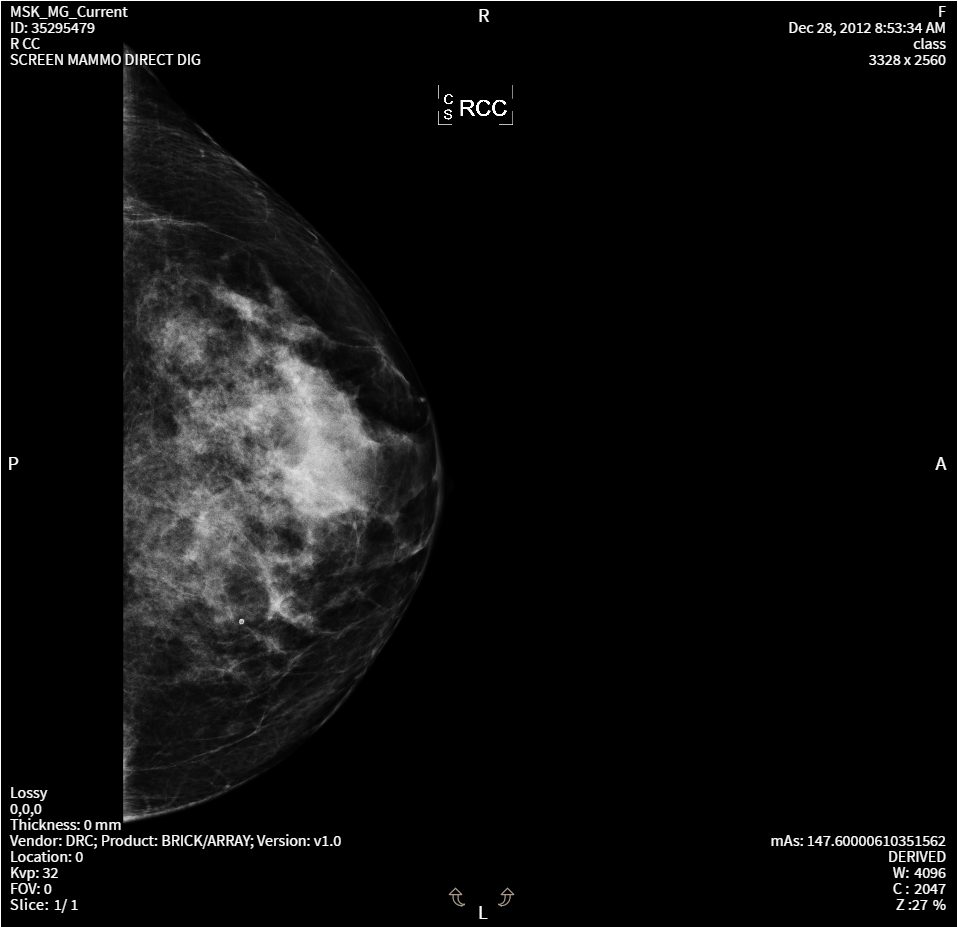 MSK_MG_Current
ID: 35295479
R CC
SCREEN MAMMO DIRECT DIG
R
F
Dec 28, 2012 8:53:34 AM
class
3328 x 2560
CS RCC
P
A
Lossy
0,0,0
Thickness: 0 mm
Vendor: DRC; Product: BRICK/ARRAY; Version: v1.0
Location: 0
Kvp: 32
FOV: 0
Slice: 1/ 1
L
mAs: 147.60000610351562
DERIVED
W: 4096
C : 2047
Z :27 %